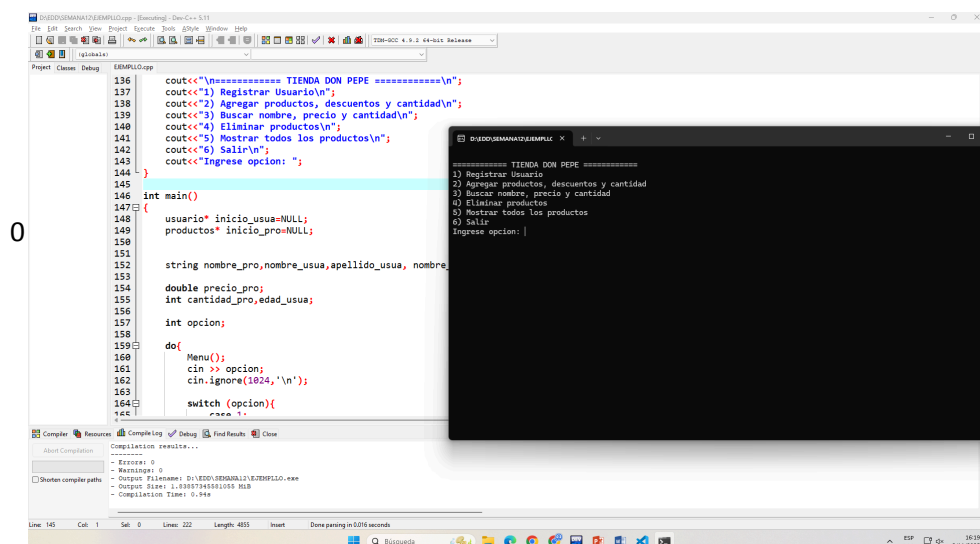 D:\EDD\SEMANA12\EJEMPLLO.cpp - [Executing] - Dev-C++ 5.11
File Edit Search View Project Execute Tools AStyle Window Help
TDM-GCC 4.9.2 64-bit Release
(globals)
Project Classes Debug EJEMPLLO.cpp
136 cout<<"\n============ TIENDA DON PEPE ============\n";
137 cout<<"1) Registrar Usuario\n";
138 cout<<"2) Agregar productos, descuentos y cantidad\n";
139 cout<<"3) Buscar nombre, precio y cantidad\n";
140 cout<<"4) Eliminar productos\n";
141 cout<<"5) Mostrar todos los productos\n";
142 cout<<"6) Salir\n";
143 cout<<"Ingrese opcion: ";
144 }
145
146 int main()
147 {
148 usuario* inicio_usua=NULL;
149 productos* inicio_pro=NULL;
150
151
152 string nombre_pro,nombre_usua,apellido_usua, nombre_
153
154 double precio_pro;
155 int cantidad_pro,edad_usua;
156
157 int opcion;
158
159 do{
160 Menu();
161 cin >> opcion;
162 cin.ignore(1024,'\n');
163
164 switch (opcion){
165 case 1:
0
D:\EDD\SEMANA12\EJEMPLLC
============ TIENDA DON PEPE ============
1) Registrar Usuario
2) Agregar productos, descuentos y cantidad
3) Buscar nombre, precio y cantidad
4) Eliminar productos
5) Mostrar todos los productos
6) Salir
Ingrese opcion:
Compiler Resources Compile Log Debug Find Results Close
Abort Compilation
Shorten compiler paths
Compilation results...
--------
- Errors: 0
- Warnings: 0
- Output Filename: D:\EDD\SEMANA12\EJEMPLLO.exe
- Output Size: 1.83857345581055 MiB
- Compilation Time: 0.94s
Line: 145 Col: 1 Sel: 0 Lines: 222 Length: 4855 Insert Done parsing in 0.016 seconds
Búsqueda
ESP
16:19